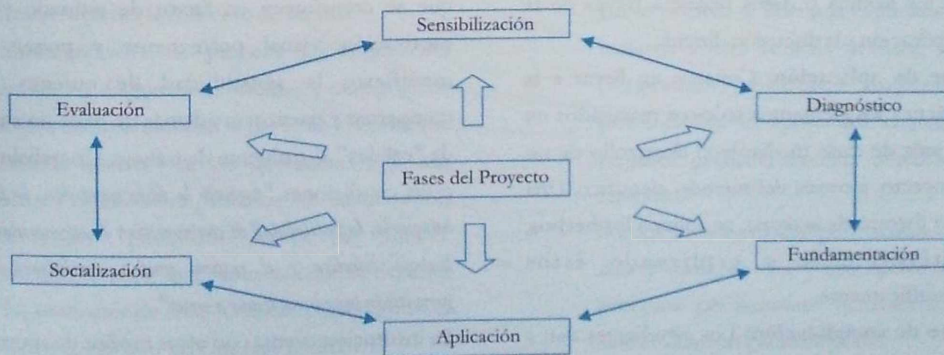 Sensibilización
Evaluación
Diagnóstico
Fases del Proyecto
Socialización
Fundamentación
Aplicación